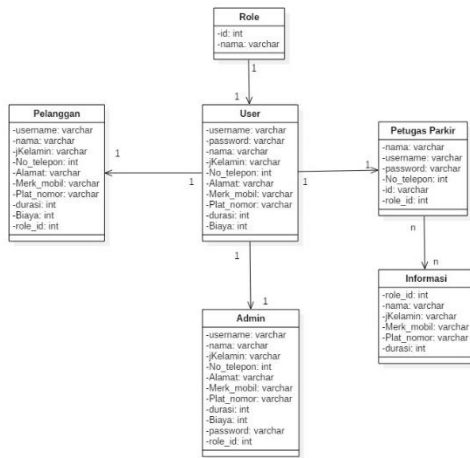 Role
-id: int
-nama: varchar
1
1
Pelanggan
-username: varchar
-nama: varchar
-jKelamin: varchar
-No_telepon: int
-Alamat: varchar
-Merk_mobil: varchar
-Plat_nomor: varchar
-durasi: int
-Biaya: int
-role_id: int
1
1
User
-username: varchar
-password: varchar
-nama: varchar
-jKelamin: varchar
-No_telepon: int
-Alamat: varchar
-Merk_mobil: varchar
-Plat_nomor: varchar
-durasi: int
-Biaya: int
1
1
Petugas Parkir
-nama: varchar
-username: varchar
-password: varchar
-No_telepon: int
-id: varchar
-role_id: int
n
n
Informasi
-role_id: int
-nama: varchar
-jKelamin: varchar
-Merk_mobil: varchar
-Plat_nomor: varchar
-durasi: int
1
1
Admin
-username: varchar
-nama: varchar
-jKelamin: varchar
-No_telepon: int
-Alamat: varchar
-Merk_mobil: varchar
-Plat_nomor: varchar
-durasi: int
-Biaya: int
-password: varchar
-role_id: int